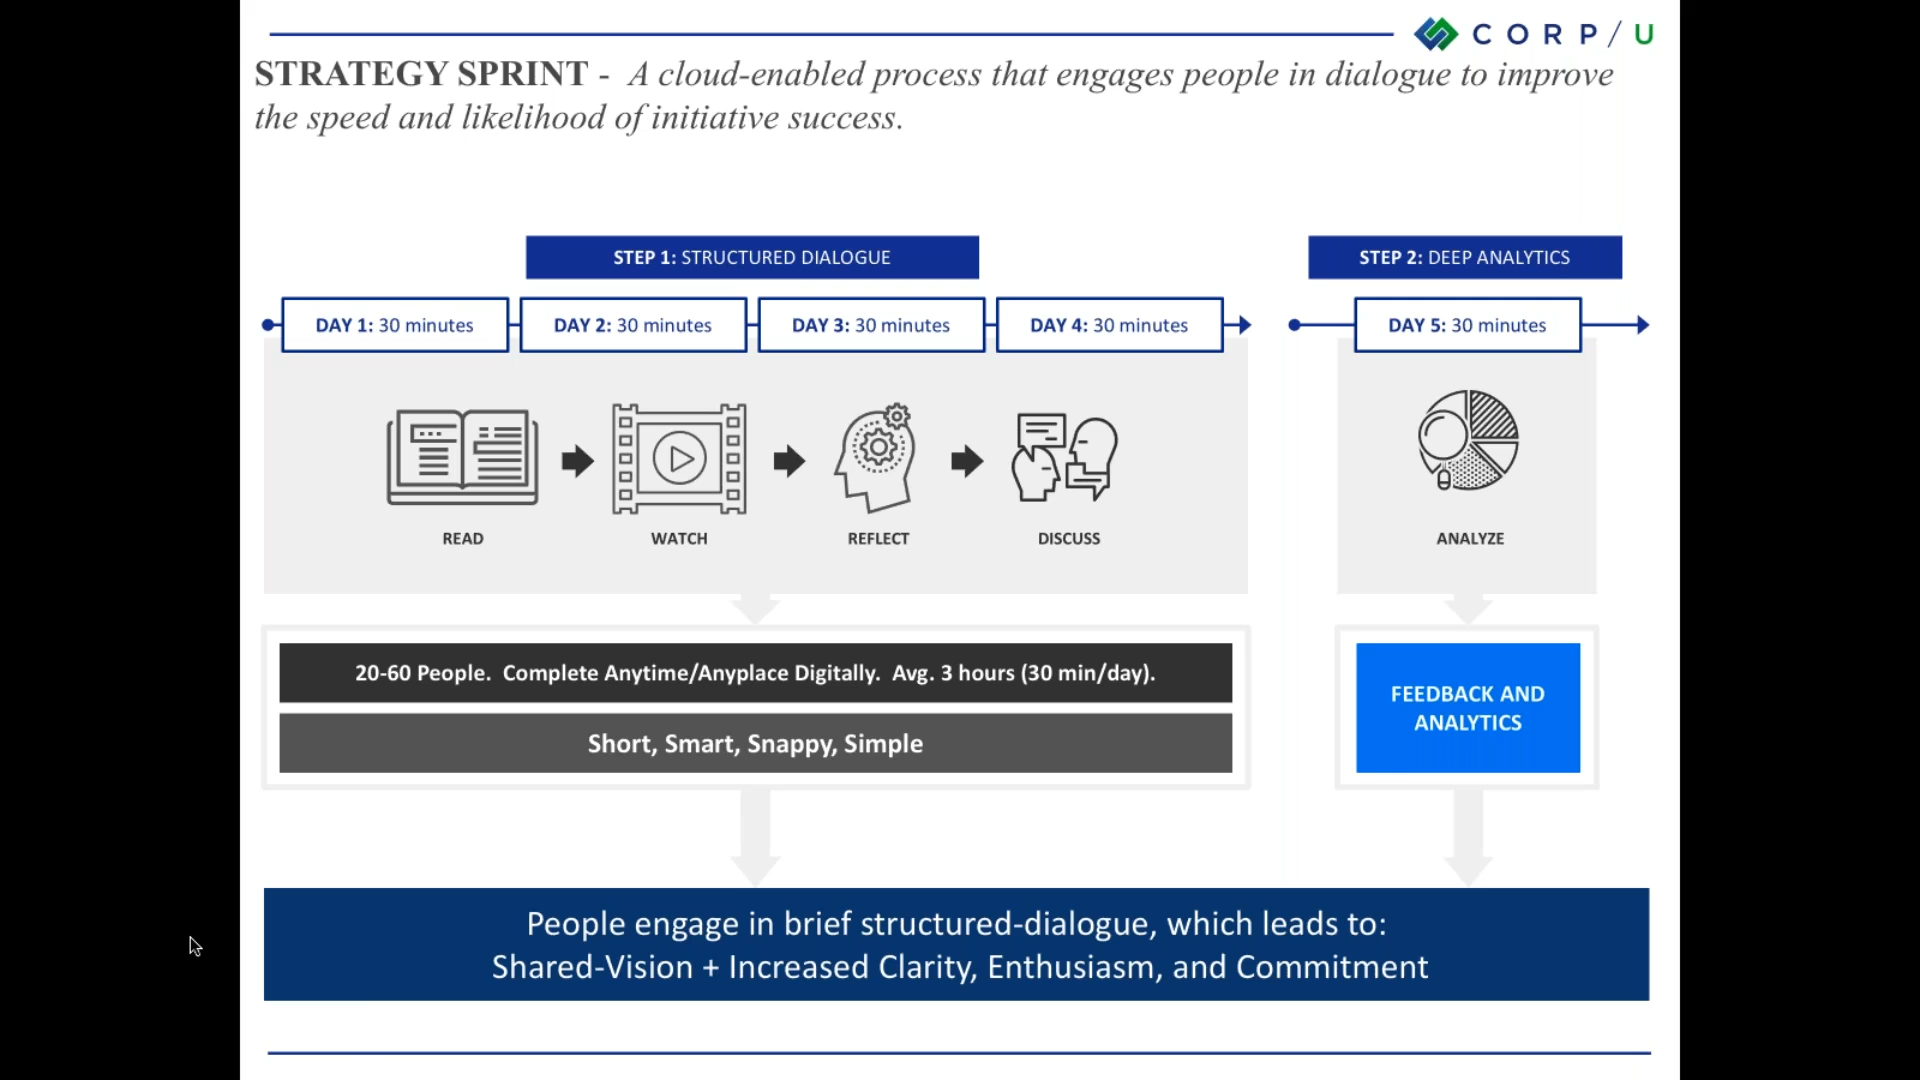 CORP/U
STRATEGY SPRINT - A cloud-enabled process that engages people in dialogue to improve
the speed and likelihood of initiative success.
STEP 1: STRUCTURED DIALOGUE
STEP 2: DEEP ANALYTICS
DAY 1: 30 minutes
DAY 2: 30 minutes
DAY 3: 30 minutes
DAY 4: 30 minutes
DAY 5: 30 minutes
READ
WATCH
REFLECT
DISCUSS
ANALYZE
20-60 People. Complete Anytime/Anyplace Digitally. Avg. 3 hours (30 min/day).
Short, Smart, Snappy, Simple
FEEDBACK AND
ANALYTICS
People engage in brief structured-dialogue, which leads to:
Shared-Vision + Increased Clarity, Enthusiasm, and Commitment